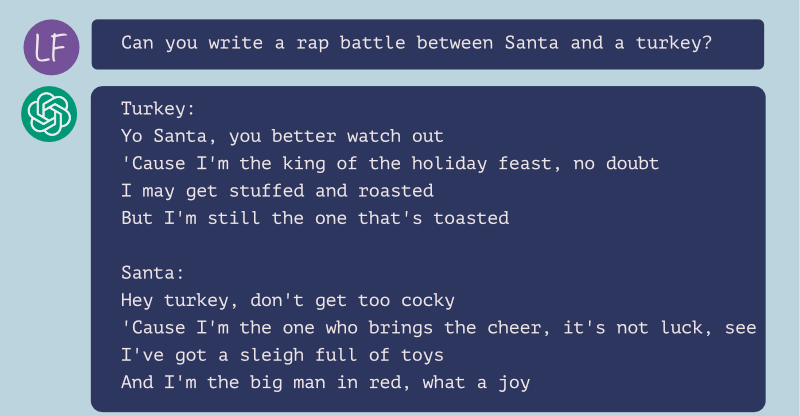 LF
Can you write a rap battle between Santa and a turkey?
Turkey:
Yo Santa, you better watch out
'Cause I'm the king of the holiday feast, no doubt
I may get stuffed and roasted
But I'm still the one that's toasted
Santa:
Hey turkey, don't get too cocky
'Cause I'm the one who brings the cheer, it's not luck, see
I've got a sleigh full of toys
And I'm the big man in red, what a joy